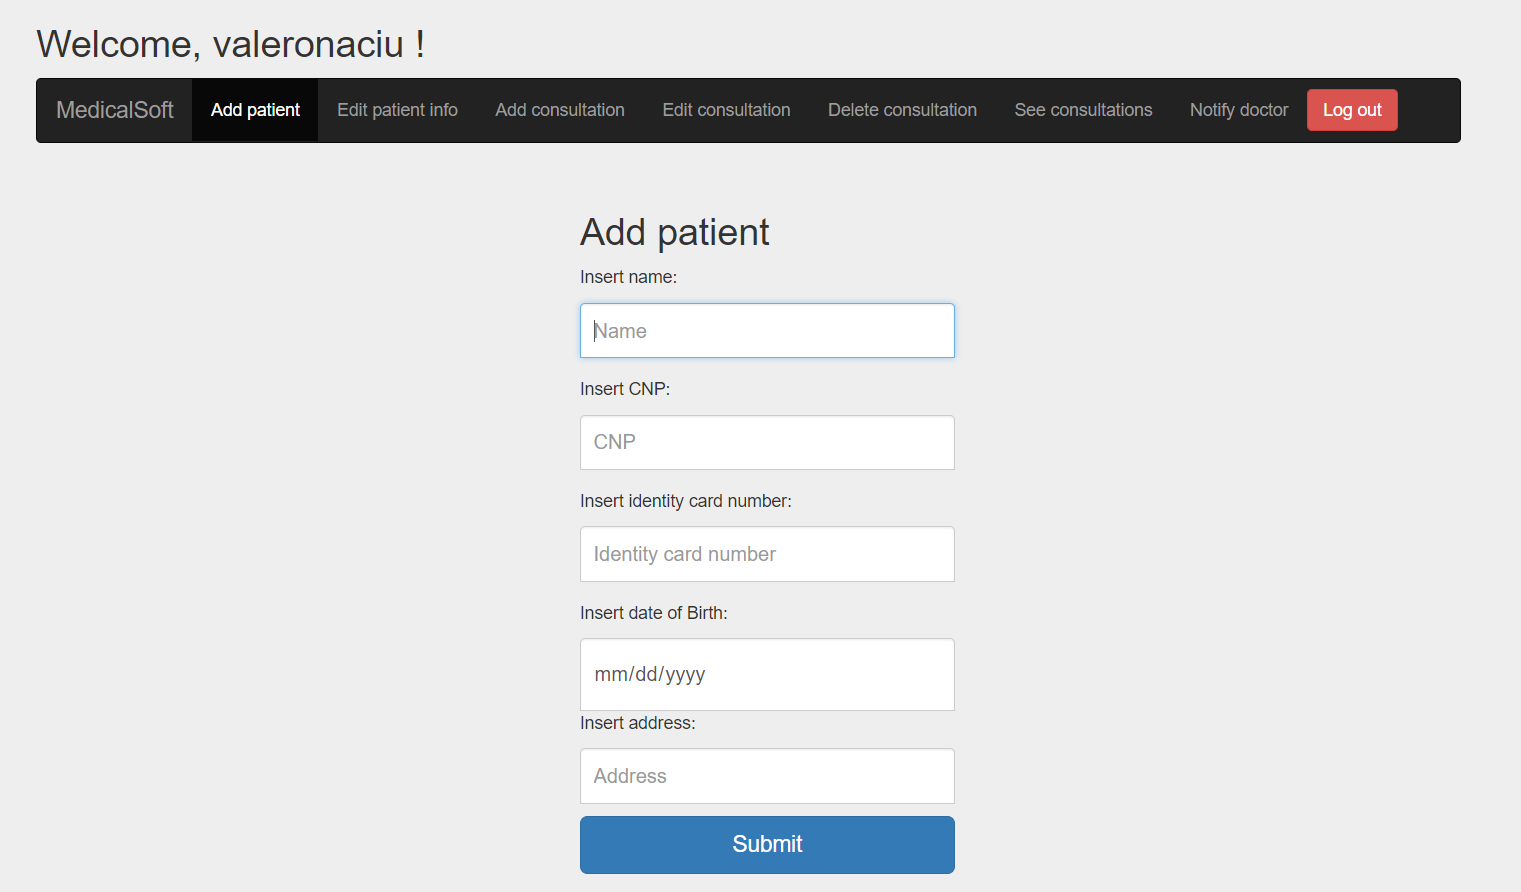 Welcome, valeronaciu !
MedicalSoft Add patient Edit patient info Add consultation Edit consultation Delete consultation See consultations Notify doctor Log out
Add patient
Insert name:
Name
Insert CNP:
CNP
Insert identity card number:
Identity card number
Insert date of Birth:
mm/dd/yyyy
Insert address:
Address
Submit